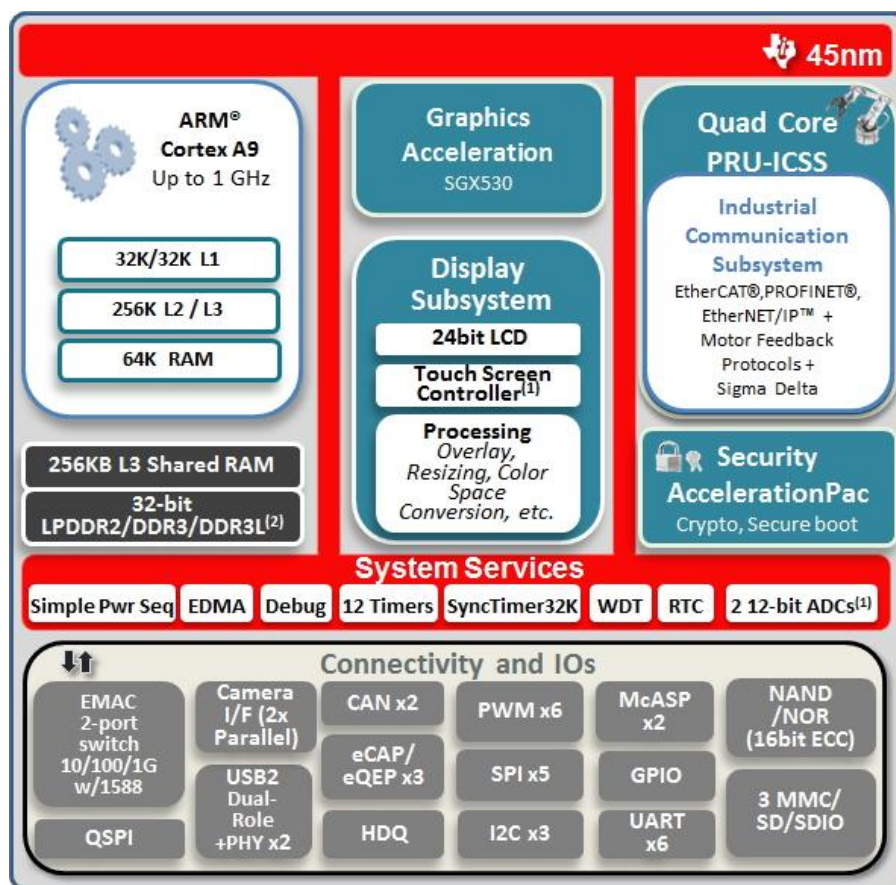 45nm
ARM®
Cortex A9
Up to 1 GHz
32K/32K L1
256K L2 / L3
64K RAM
256KB L3 Shared RAM
32-bit
LPDDR2/DDR3/DDR3L(2)
Graphics
Acceleration
SGX530
Display
Subsystem
24bit LCD
Touch Screen
Controller(1)
Processing
Overlay,
Resizing, Color
Space
Conversion, etc.
Quad Core
PRU-ICSS
Industrial
Communication
Subsystem
EtherCAT®,PROFINET®,
EtherNET/IP™ +
Motor Feedback
Protocols +
Sigma Delta
Security
AccelerationPac
Crypto, Secure boot
System Services
Simple Pwr Seq
EDMA
Debug
12 Timers
SyncTimer32K
WDT
RTC
2 12-bit ADCs(1)
Connectivity and IOs
EMAC
2-port
switch
10/100/1G
w/1588
QSPI
Camera
I/F (2x
Parallel)
USB2
Dual-
Role
+PHY x2
CAN x2
eCAP/
eQEP x3
HDQ
PWM x6
SPI x5
I2C x3
McASP
x2
GPIO
UART
x6
NAND
/NOR
(16bit ECC)
3 MMC/
SD/SDIO